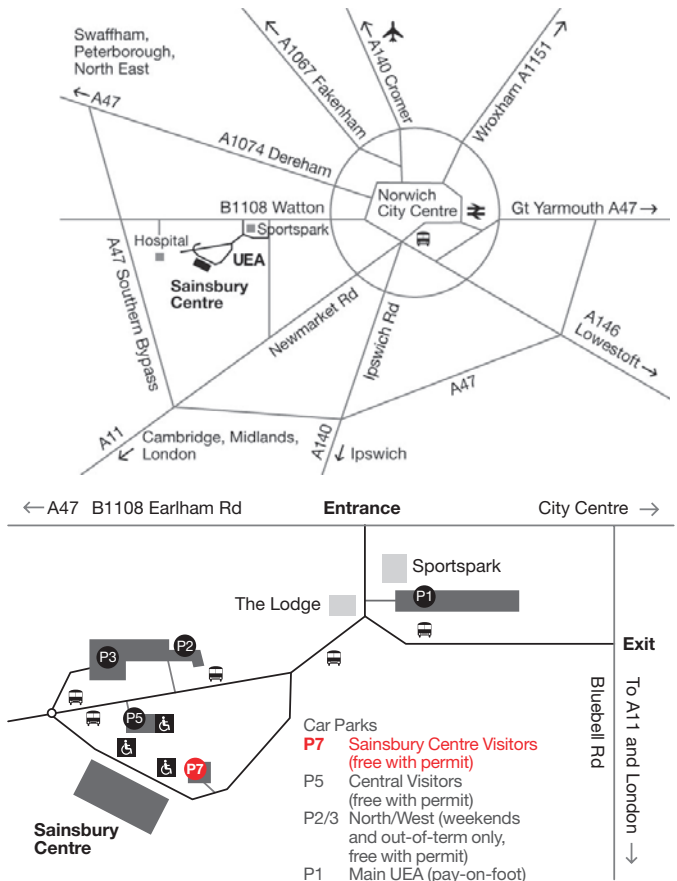 Swaffham,
Peterborough,
North East
←A47
A1067 Fakenham
A140 Cromer
Wroxham A1151
A1074 Dereham
Norwich
City Centre
B1108 Watton
Gt Yarmouth A47→
Hospital
Sportspark
UEA
Sainsbury
Centre
A47 Southern Bypass
Newmarket Rd
Ipswich Rd
A146
Lowestoft→
A47
A11
Cambridge, Midlands,
London
A140
Ipswich
←A47 B1108 Earlham Rd
Entrance
City Centre →
Sportspark
P1
The Lodge
Exit
P2
P3
P5
P7
Bluebell Rd
To A11 and London →
Sainsbury
Centre
Car Parks
P7 Sainsbury Centre Visitors
(free with permit)
P5 Central Visitors
(free with permit)
P2/3 North/West (weekends
and out-of-term only,
free with permit)
P1 Main UEA (pay-on-foot)